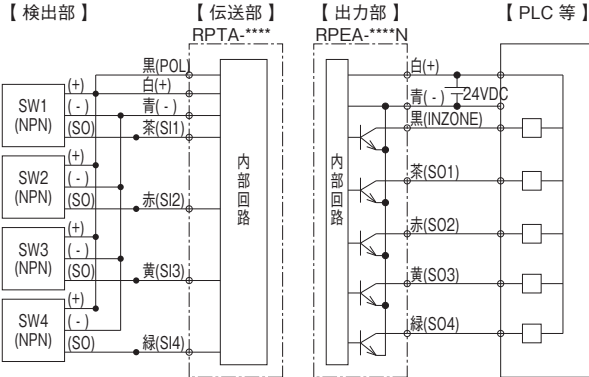 【 検出部 】
【 伝送部 】
RPTA-****
【 出力部 】
RPEA-****N
【 PLC 等 】
SW1
(NPN)
(+)
( - )
(SO)
SW2
(NPN)
(+)
( - )
(SO)
SW3
(NPN)
(+)
( - )
(SO)
SW4
(NPN)
(+)
( - )
(SO)
黒(POL)
白(+)
青( - )
茶(SI1)
赤(SI2)
黄(SI3)
緑(SI4)
内部回路
内部回路
白(+)
青( - )
24VDC
黒(INZONE)
茶(SO1)
赤(SO2)
黄(SO3)
緑(SO4)